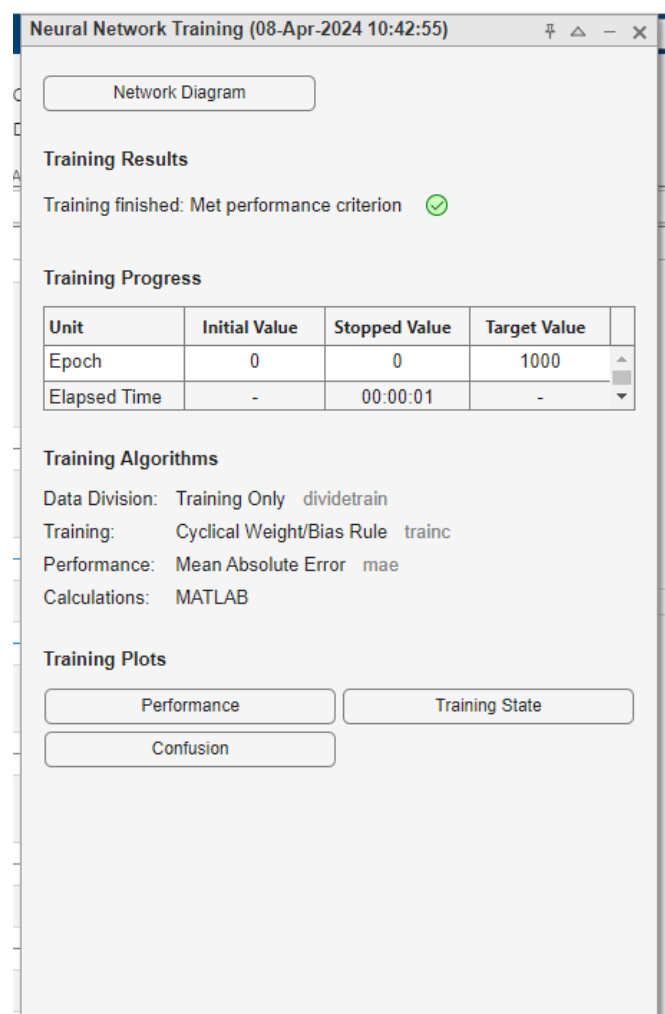 Neural Network Training (08-Apr-2024 10:42:55)
Network Diagram
Training Results
Training finished: Met performance criterion
Training Progress
Unit Initial Value Stopped Value Target Value
Epoch 0 0 1000
Elapsed Time - 00:00:01 -
Training Algorithms
Data Division: Training Only dividetrain
Training: Cyclical Weight/Bias Rule trainc
Performance: Mean Absolute Error mae
Calculations: MATLAB
Training Plots
Performance Training State
Confusion